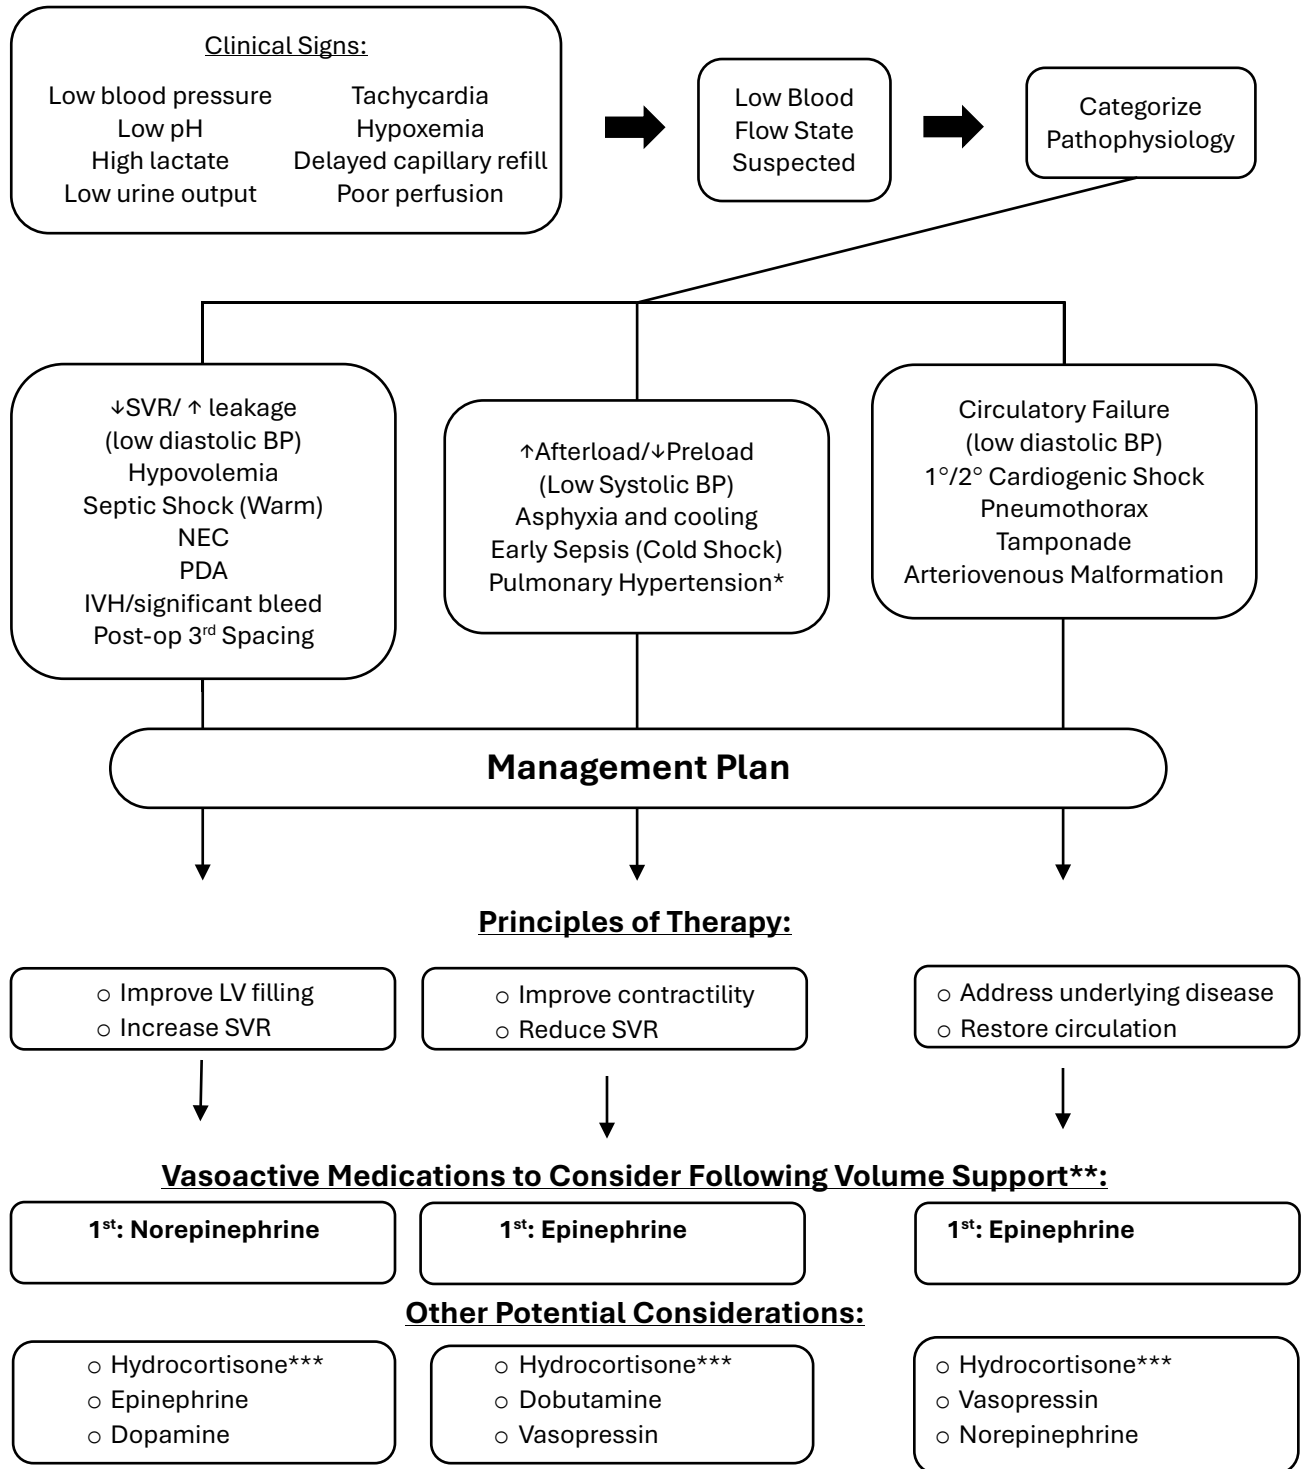 Clinical Signs:
Low blood pressure
Low pH
High lactate
Low urine output
Tachycardia
Hypoxemia
Delayed capillary refill
Poor perfusion
Low Blood
Flow State
Suspected
Categorize
Pathophysiology
↓SVR/ ↑ leakage
(low diastolic BP)
Hypovolemia
Septic Shock (Warm)
NEC
PDA
IVH/significant bleed
Post-op 3rd Spacing
↑Afterload/↓Preload
(Low Systolic BP)
Asphyxia and cooling
Early Sepsis (Cold Shock)
Pulmonary Hypertension*
Circulatory Failure
(low diastolic BP)
1°/2° Cardiogenic Shock
Pneumothorax
Tamponade
Arteriovenous Malformation
Management Plan
Principles of Therapy:
○ Improve LV filling
○ Increase SVR
○ Improve contractility
○ Reduce SVR
○ Address underlying disease
○ Restore circulation
Vasoactive Medications to Consider Following Volume Support**:
1st: Norepinephrine
1st: Epinephrine
1st: Epinephrine
Other Potential Considerations:
○ Hydrocortisone***
○ Epinephrine
○ Dopamine
○ Hydrocortisone***
○ Dobutamine
○ Vasopressin
○ Hydrocortisone***
○ Vasopressin
○ Norepinephrine